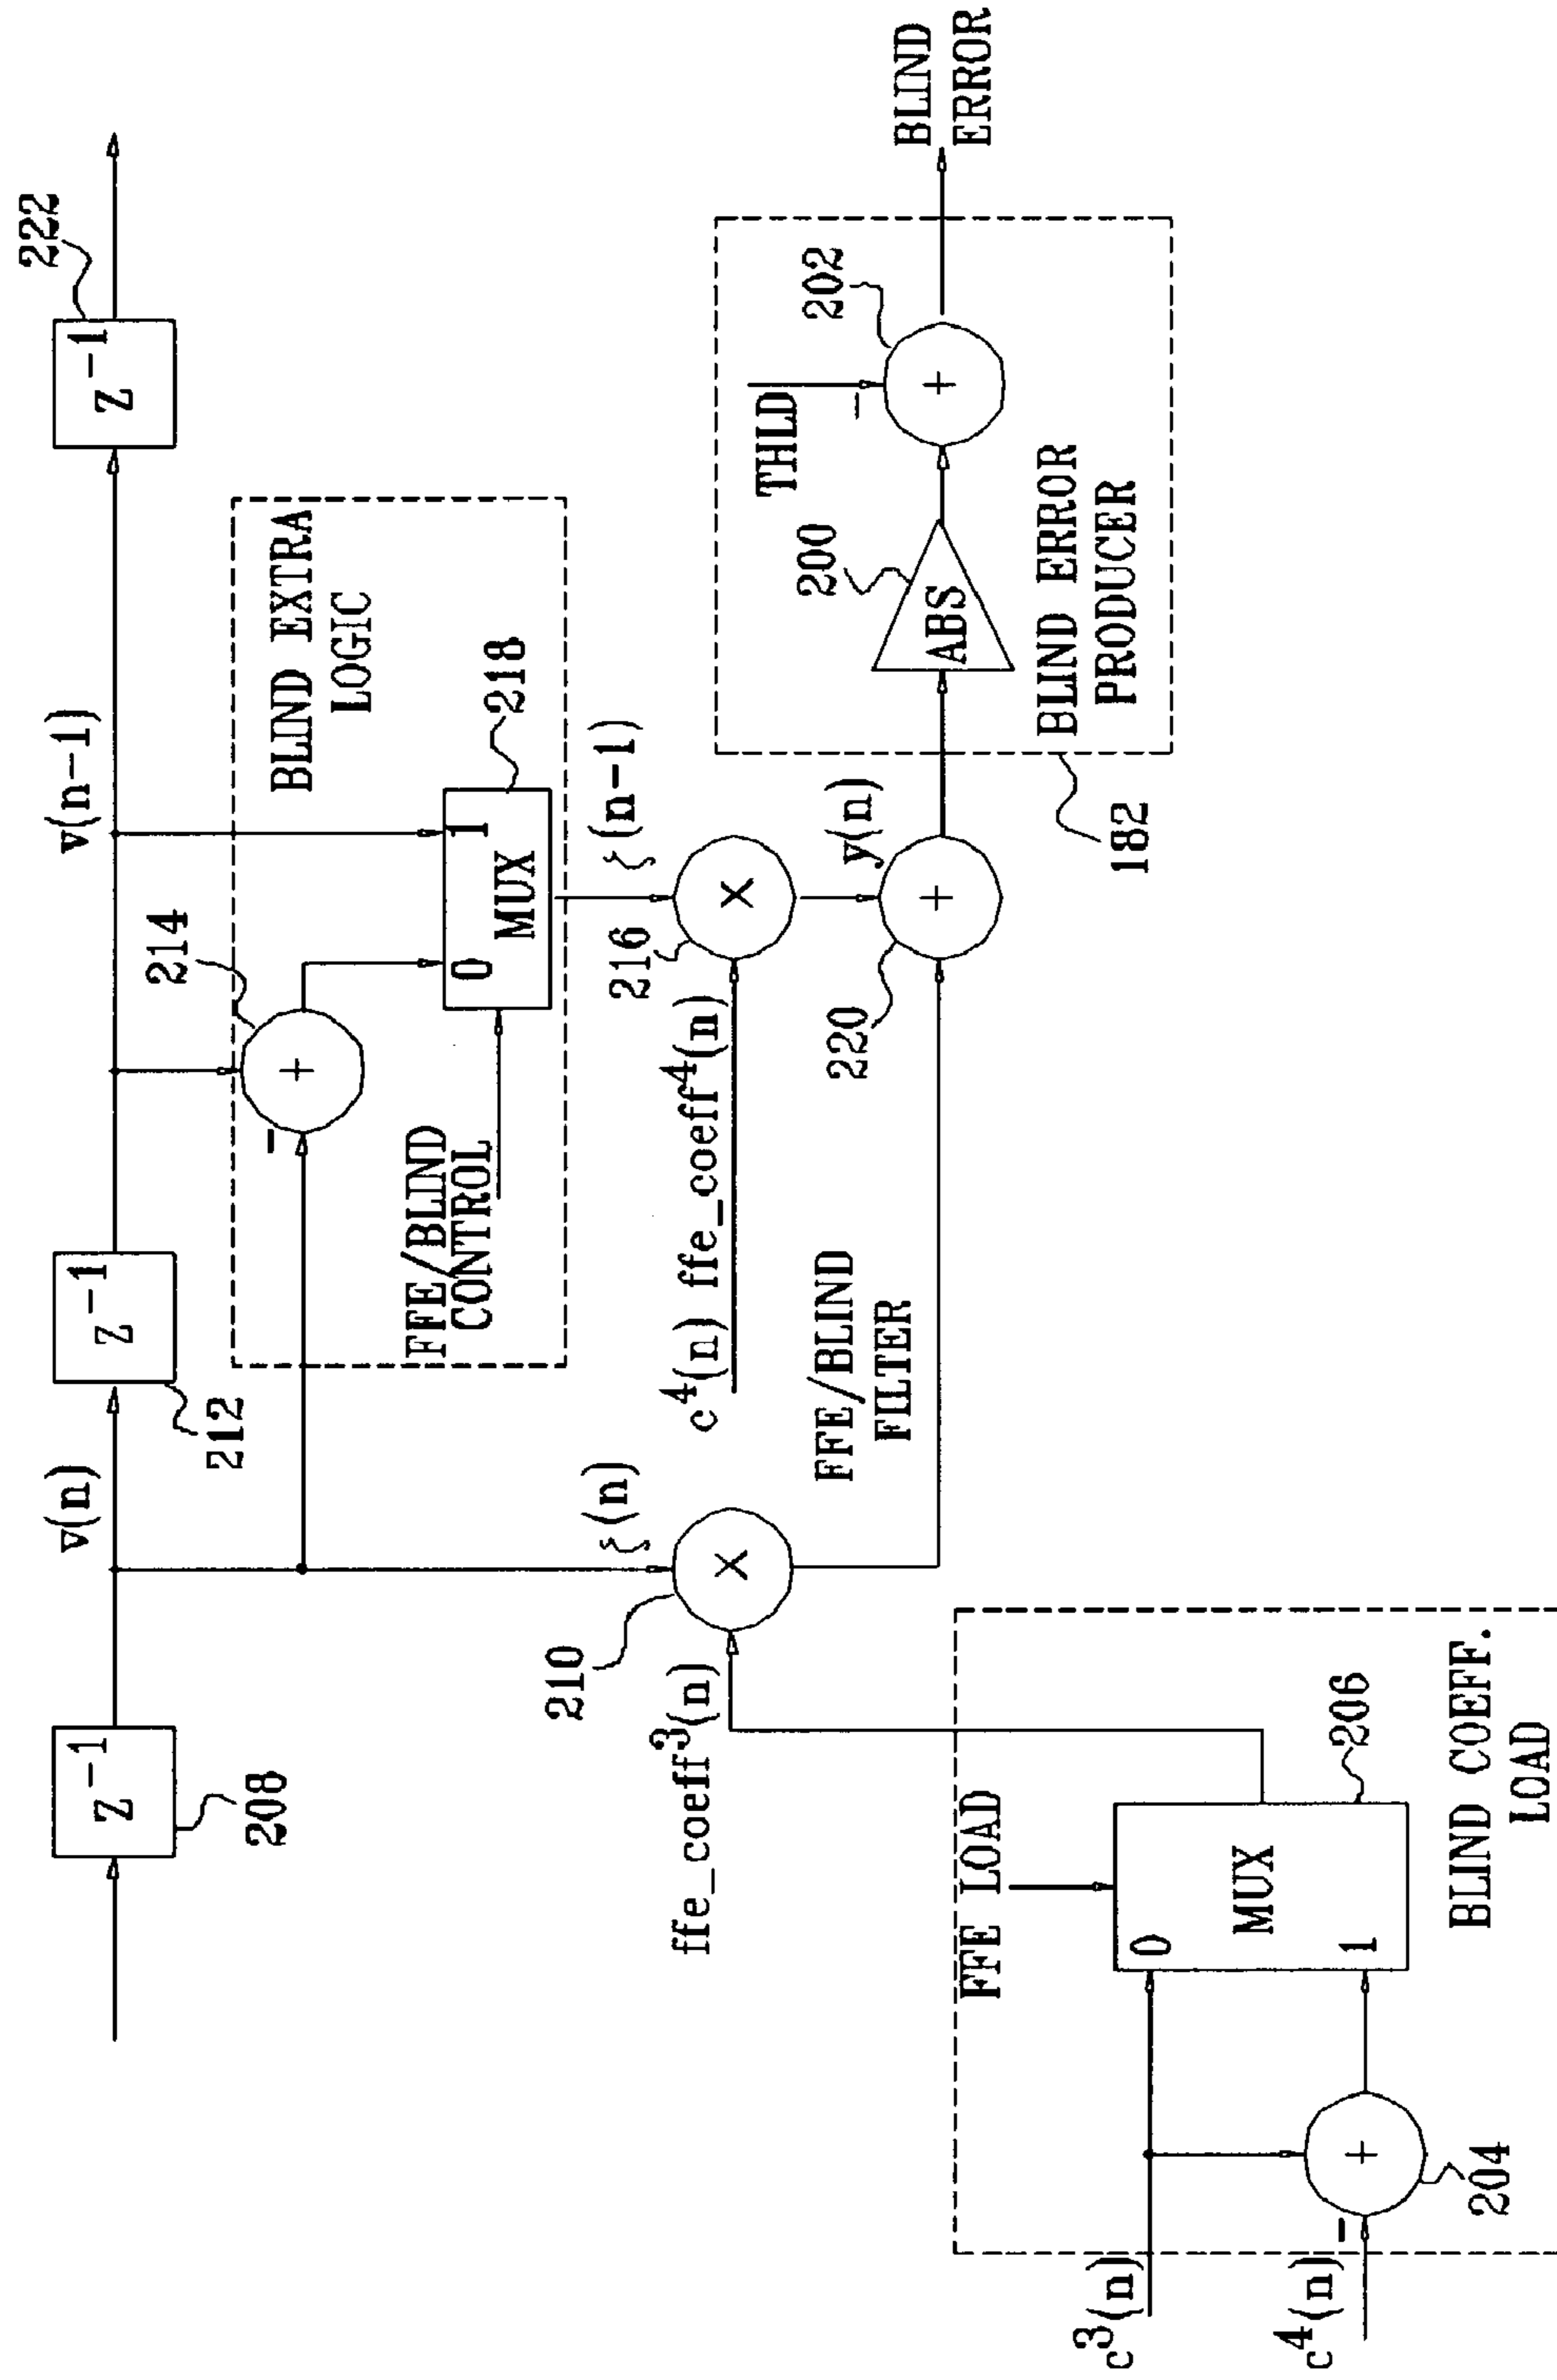 v(n)
v(n-1)
Z⁻¹
208
Z⁻¹
212
Z⁻¹
222
214
BLIND EXTRA
LOGIC
0
1
MUX
218
FFE/BLIND
CONTROL
ξ(n)
ξ(n-1)
210
×
ffe_coeff³(n)
216
×
c⁴(n) ffe_coeff⁴(n)
FFE/BLIND
FILTER
y(n)
220
+
+
-
THLD
-
200
ABS
202
+
BLIND ERROR
PRODUCER
182
BLIND
ERROR
FFE LOAD
0
MUX
1
206
BLIND COEFF.
LOAD
c³(n)
c⁴(n)
-
+
204